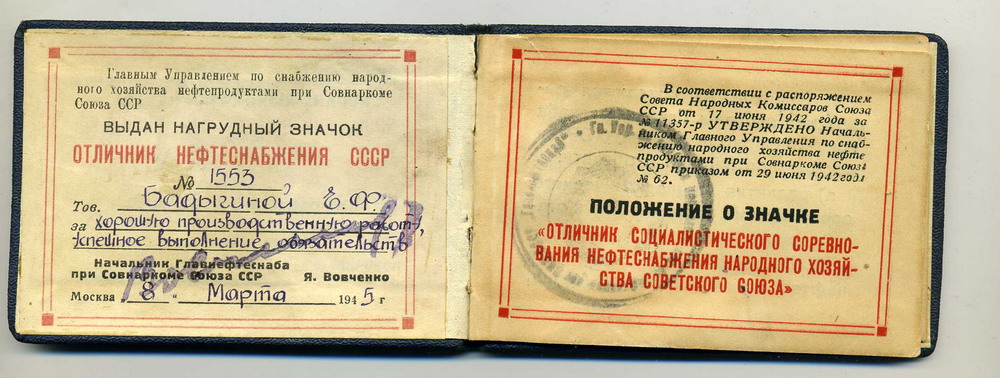 Главным Управлением по снабжению народ-
ного хозяйства нефтепродуктами при Совнаркоме
Союза ССР
ВЫДАН НАГРУДНЫЙ ЗНАЧОК
ОТЛИЧНИК НЕФТЕСНАБЖЕНИЯ СССР
№ 1553
Тов. Бадыгиной Е.Ф.
за хорошую производственную работу,
успешное выполнение обязательств
Начальник Главнефтеснаба
при Совнаркоме Союза ССР Я. Вовченко
Москва 8 " Марта 1945 г
В соответствии с распоряжением
Совета Народных Комиссаров Союза
ССР от 17 июня 1942 года за
№ 11357-р УТВЕРЖДЕНО Началь-
ником Главного Управления по снаб-
жению народного хозяйства нефте
продуктами при Совнаркоме Союза
ССР приказом от 29 июня 1942 года
№ 62.
ПОЛОЖЕНИЕ О ЗНАЧКЕ
«ОТЛИЧНИК СОЦИАЛИСТИЧЕСКОГО СОРЕВНО-
ВАНИЯ НЕФТЕСНАБЖЕНИЯ НАРОДНОГО ХОЗЯЙ-
СТВА СОВЕТСКОГО СОЮЗА»